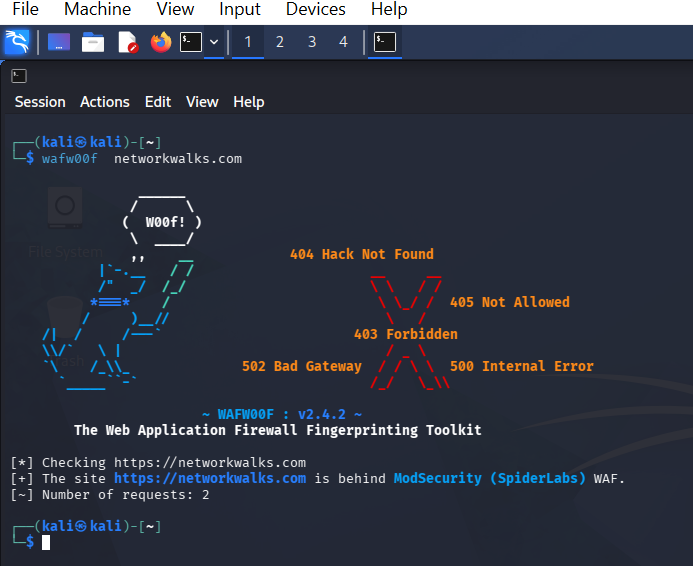 File Machine View Input Devices Help
1 2 3 4
Session Actions Edit View Help
┌──(kali㉿kali)-[~]
└─$ wafw00f networkwalks.com
( W00f! )
404 Hack Not Found
405 Not Allowed
403 Forbidden
502 Bad Gateway 500 Internal Error
~ WAFW00F : v2.4.2 ~
The Web Application Firewall Fingerprinting Toolkit
[*] Checking https://networkwalks.com
[+] The site https://networkwalks.com is behind ModSecurity (SpiderLabs) WAF.
[~] Number of requests: 2
┌──(kali㉿kali)-[~]
└─$
File System